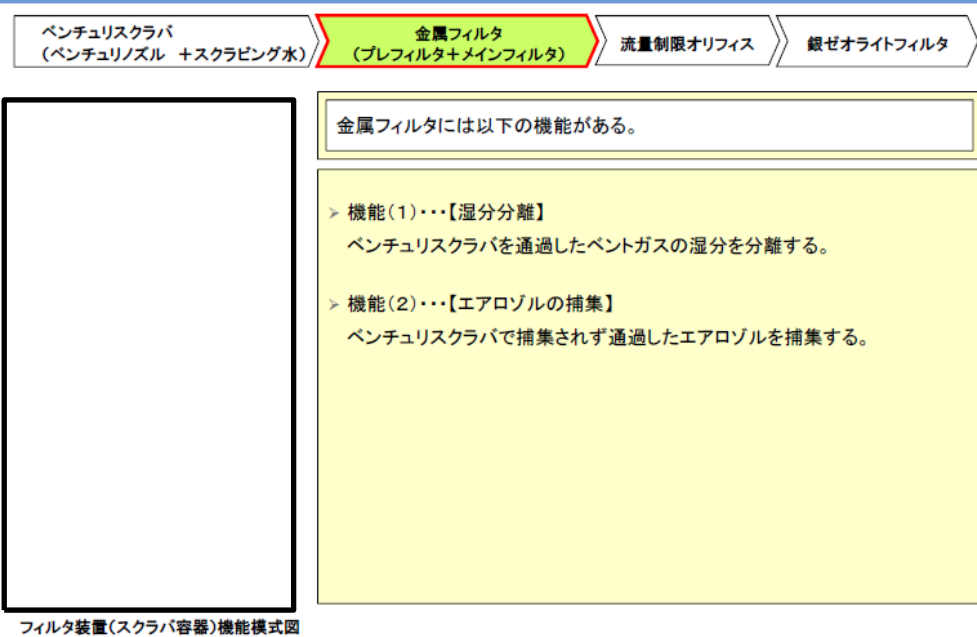 ベンチュリスクラバ
（ベンチュリノズル　＋スクラビング水）
金属フィルタ
（プレフィルタ＋メインフィルタ）
流量制限オリフィス
銀ゼオライトフィルタ
金属フィルタには以下の機能がある。
➢ 機能（１）・・・【湿分分離】
ベンチュリスクラバを通過したベントガスの湿分を分離する。
➢ 機能（２）・・・【エアロゾルの捕集】
ベンチュリスクラバで捕集されず通過したエアロゾルを捕集する。
フィルタ装置（スクラバ容器）機能模式図